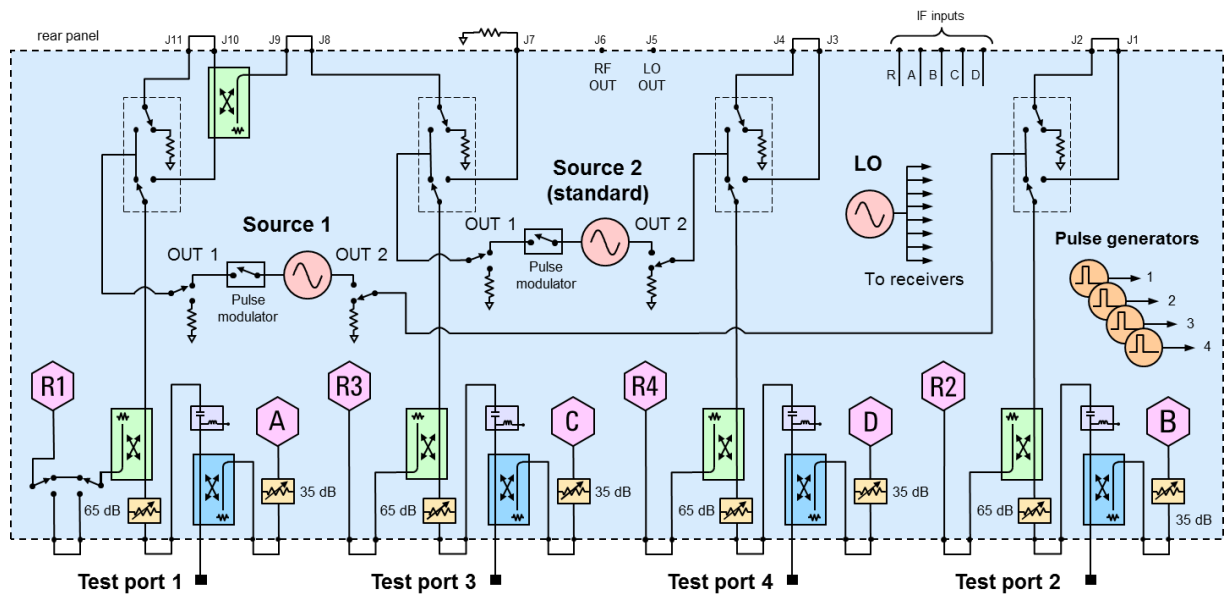 IF inputs
rear panel
J11 J10 J9 J8 J7 J6 J5 J4 J3 J2 J1
RF
OUT
LO
OUT
R A B C D
Source 2
(standard)
LO
Source 1
OUT 1
OUT 2
Pulse
modulator
OUT 1
OUT 2
Pulse
modulator
To receivers
Pulse generators
1
2
3
4
R1
A
R3
C
R4
D
R2
B
65 dB
35 dB
65 dB
35 dB
65 dB
35 dB
65 dB
35 dB
Test port 1
Test port 3
Test port 4
Test port 2